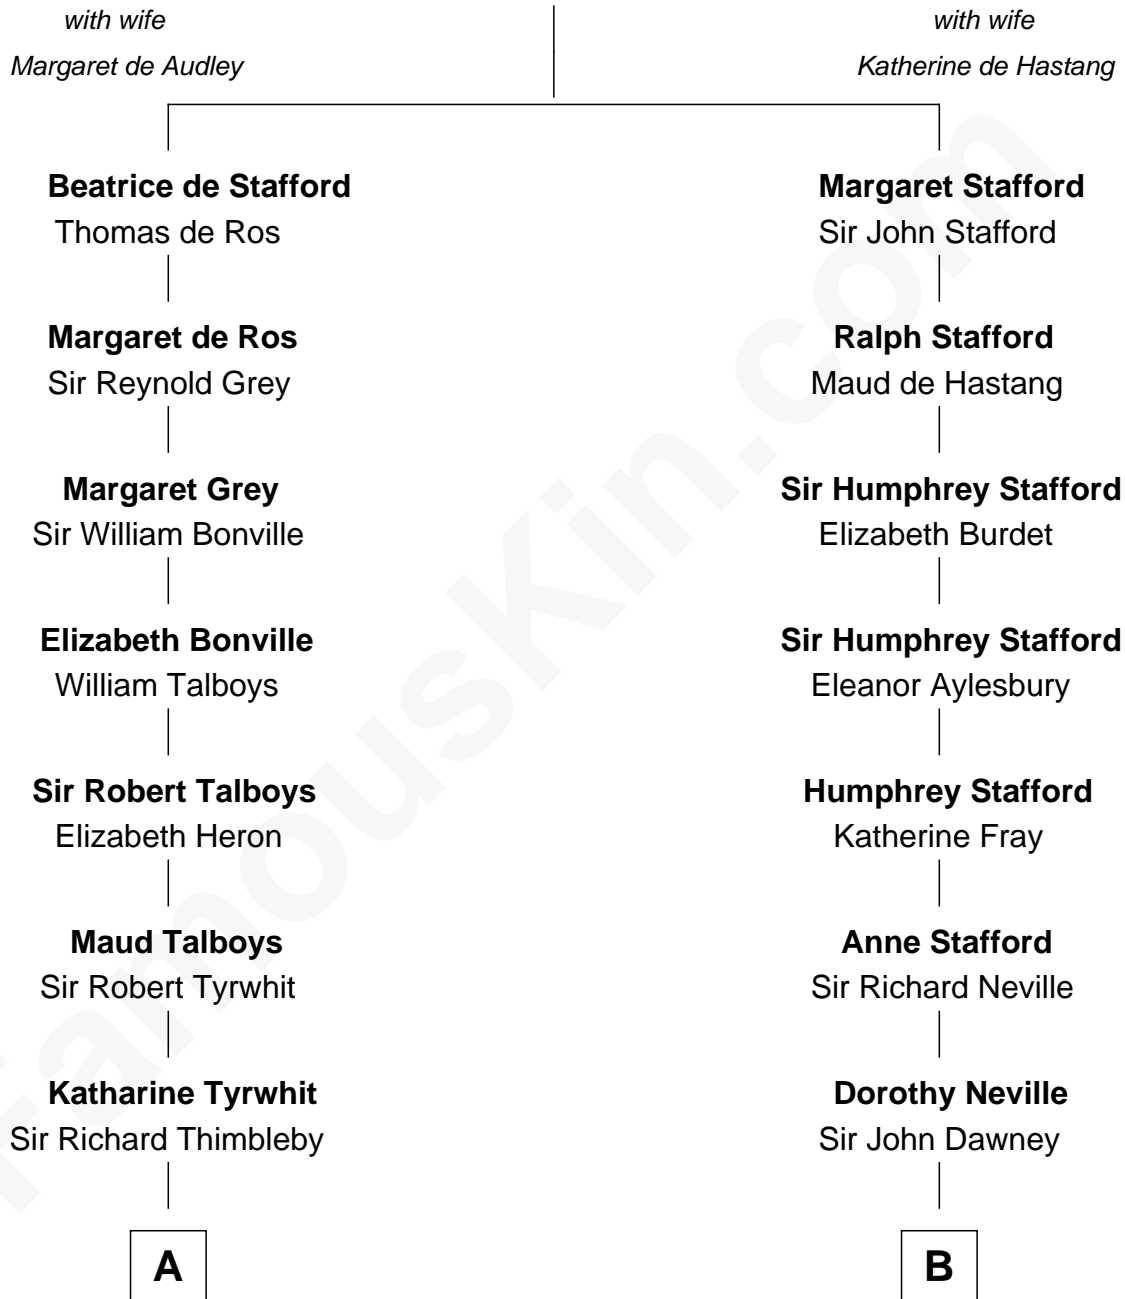 with wife
Margaret de Audley
with wife
Katherine de Hastang
Beatrice de Stafford
Thomas de Ros
Margaret Stafford
Sir John Stafford
Margaret de Ros
Sir Reynold Grey
Ralph Stafford
Maud de Hastang
Margaret Grey
Sir William Bonville
Sir Humphrey Stafford
Elizabeth Burdet
Elizabeth Bonville
William Talboys
Sir Humphrey Stafford
Eleanor Aylesbury
Sir Robert Talboys
Elizabeth Heron
Humphrey Stafford
Katherine Fray
Maud Talboys
Sir Robert Tyrwhit
Anne Stafford
Sir Richard Neville
Katharine Tyrwhit
Sir Richard Thimbleby
Dorothy Neville
Sir John Dawney
A
B
famouskin.com